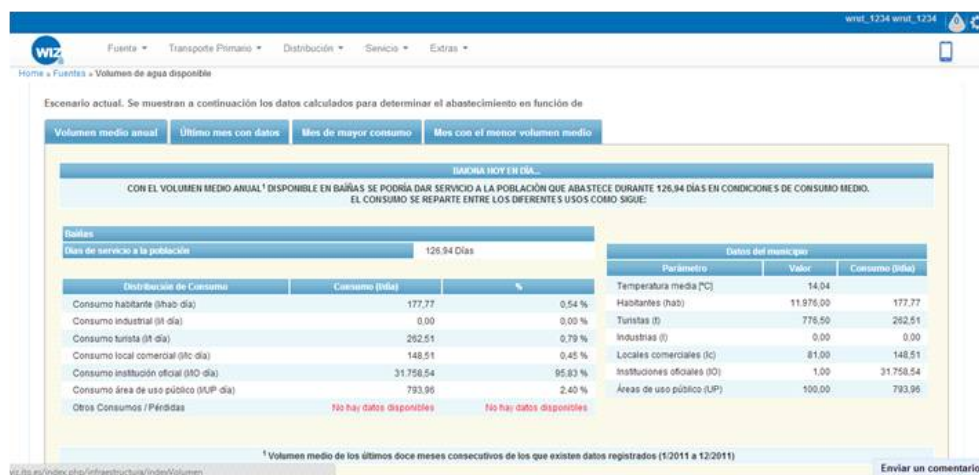 wrut_1234 wrut_1234
WIZ
Fuente Transporte Primario Distribución Servicio Extras
Home » Fuentes » Volumen de agua disponible
Escenario actual. Se muestran a continuación los datos calculados para determinar el abastecimiento en función de
Volumen medio anual Último mes con datos Mes de mayor consumo Mes con el menor volumen medio
BAIONA HOY EN DÍA...
CON EL VOLUMEN MEDIO ANUAL¹ DISPONIBLE EN BAÍÑAS SE PODRÍA DAR SERVICIO A LA POBLACIÓN QUE ABASTECE DURANTE 126,94 DÍAS EN CONDICIONES DE CONSUMO MEDIO.
EL CONSUMO SE REPARTE ENTRE LOS DIFERENTES USOS COMO SIGUE:
Baíñas
Días de servicio a la población 126,94 Días
Distribución de Consumo Consumo (l/día) %
Consumo habitante (l/hab·día) 177,77 0,54 %
Consumo industrial (l/I·día) 0,00 0,00 %
Consumo turista (l/t·día) 262,51 0,79 %
Consumo local comercial (l/lc·día) 148,51 0,45 %
Consumo institución oficial (l/IO·día) 31.758,54 95,83 %
Consumo área de uso público (l/UP·día) 793,96 2,40 %
Otros Consumos / Pérdidas No hay datos disponibles No hay datos disponibles
Datos del municipio
Parámetro Valor Consumo (l/día)
Temperatura media [°C] 14,04
Habitantes (hab) 11.976,00 177,77
Turistas (t) 776,50 262,51
Industrias (I) 0,00 0,00
Locales comerciales (lc) 81,00 148,51
Instituciones oficiales (IO) 1,00 31.758,54
Áreas de uso público (UP) 100,00 793,96
¹ Volumen medio de los últimos doce meses consecutivos de los que existen datos registrados (1/2011 a 12/2011)
Enviar un comentario